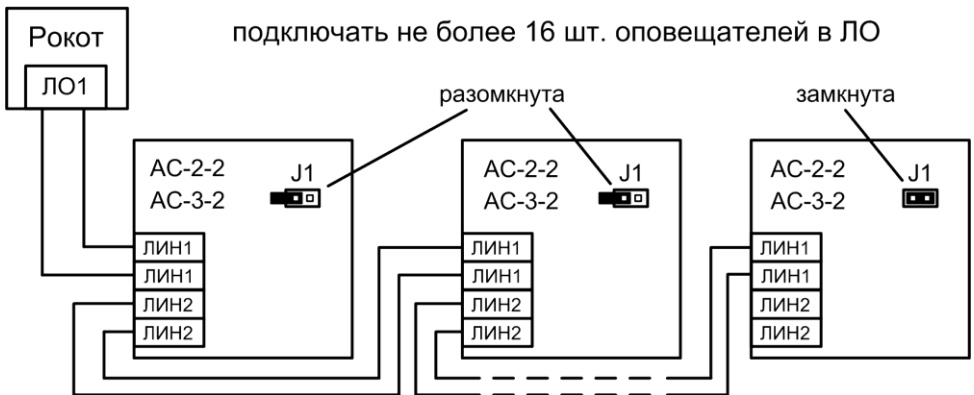 Рокот
ЛО1
подключать не более 16 шт. оповещателей в ЛО
разомкнута
замкнута
АС-2-2
АС-3-2
J1
ЛИН1
ЛИН1
ЛИН2
ЛИН2
АС-2-2
АС-3-2
J1
ЛИН1
ЛИН1
ЛИН2
ЛИН2
АС-2-2
АС-3-2
J1
ЛИН1
ЛИН1
ЛИН2
ЛИН2